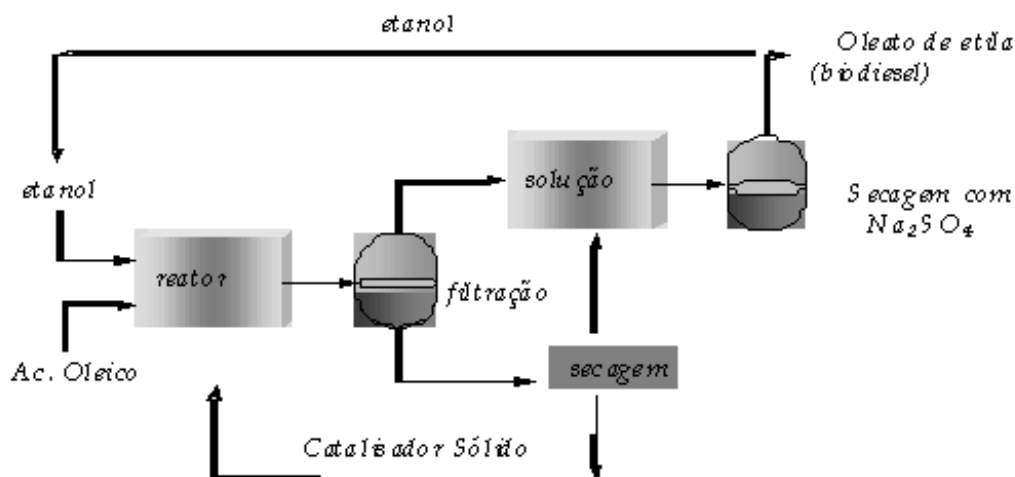 etanol
Oleato de etila
(biodiesel)
etanol
solução
Secagem com
Na₂SO₄
reator
filtração
Ac. Oleico
secagem
Catalisador Sólido